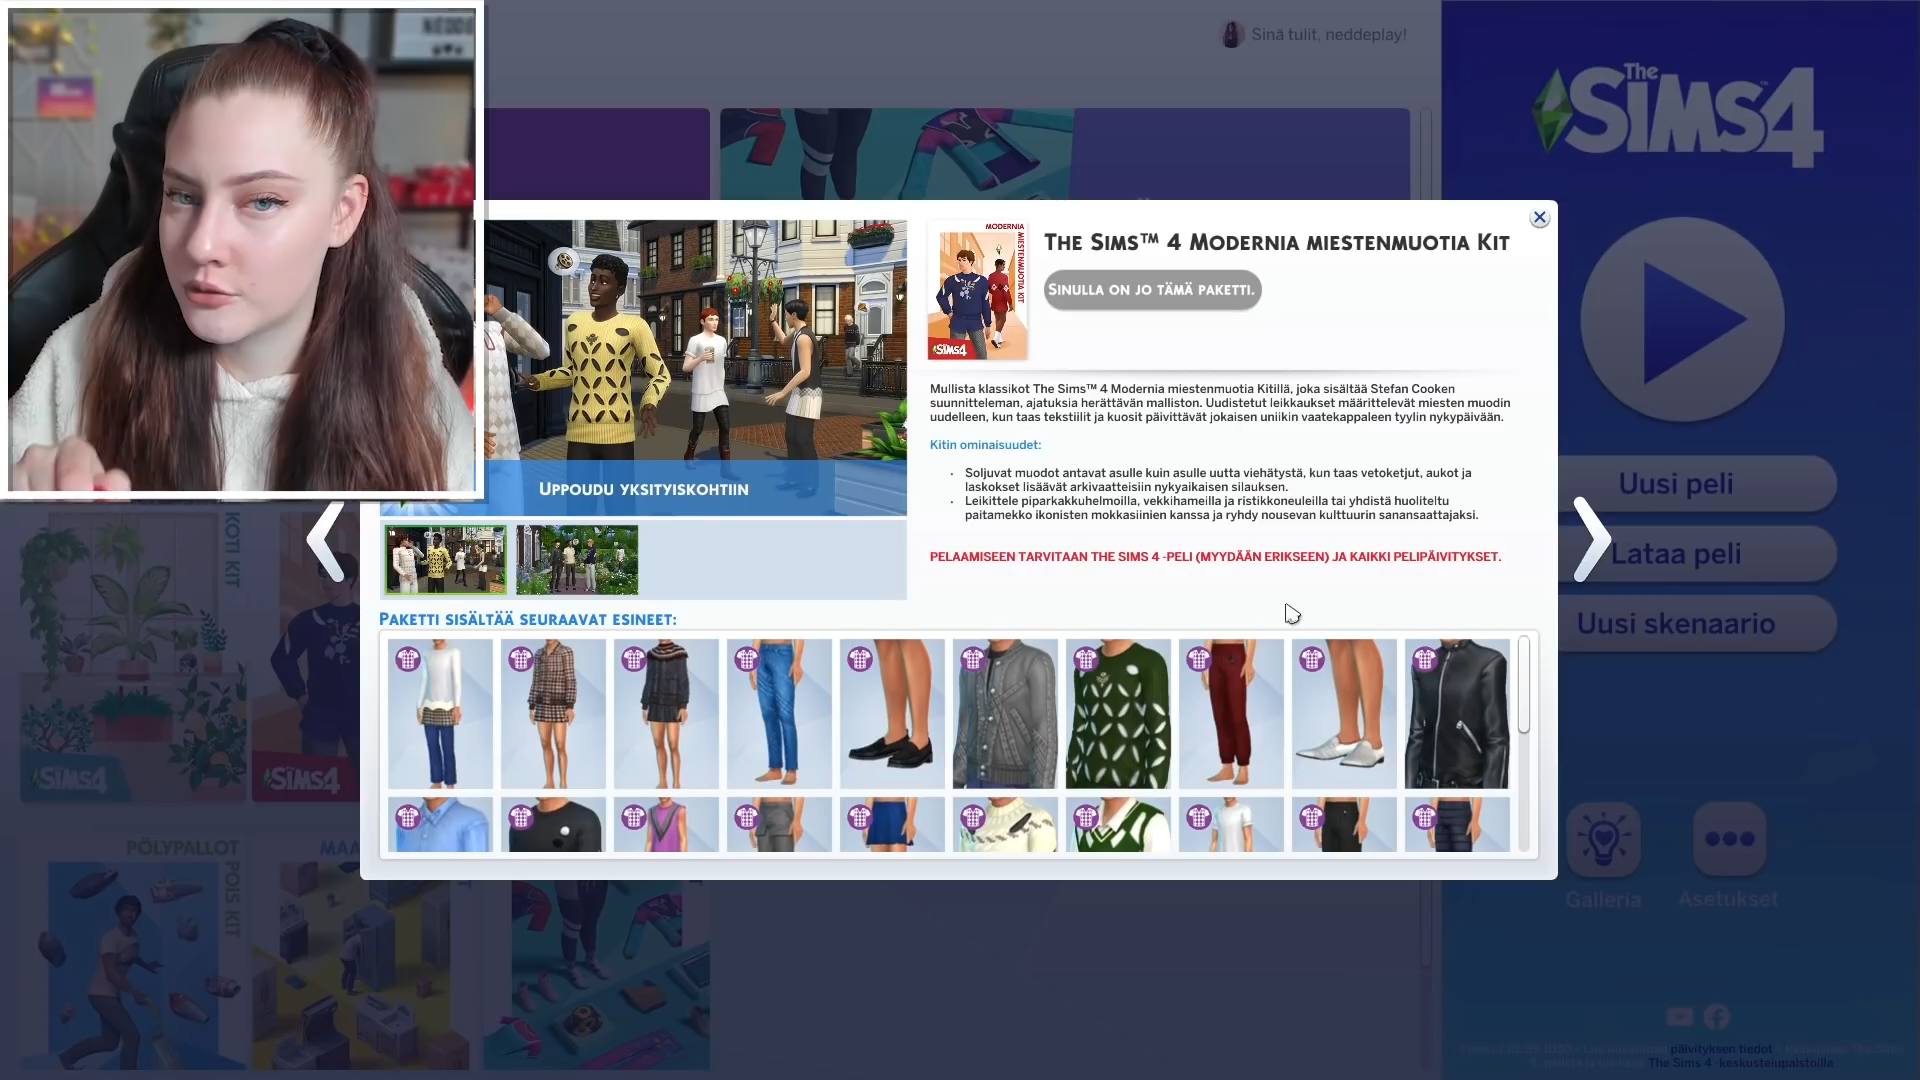 NEDDE
Sinä tulit, neddeplay!
The SIMS 4
THE SIMS™ 4 MODERNIA MIESTENMUOTIA KIT
MODERNIA
MIESTENMUOTIA KIT
SIMS4
SINULLA ON JO TÄMÄ PAKETTI.
Mullista klassikot The Sims™ 4 Modernia miestenmuotia Kitillä, joka sisältää Stefan Cooken
suunnitteleman, ajatuksia herättävän malliston. Uudistetut leikkaukset määrittelevät miesten muodin
uudelleen, kun taas tekstiilit ja kuosit päivittävät jokaisen uniikin vaatekappaleen tyylin nykypäivään.
Kitin ominaisuudet:
Soljuvat muodot antavat asulle kuin asulle uutta viehätystä, kun taas vetoketjut, aukot ja
laskokset lisäävät arkivaatteisiin nykyaikaisen silauksen.
Leikittele piparkakkuhelmoilla, vekkihameilla ja ristikkoneuleilla tai yhdistä huoliteltu
paitamekko ikonisten mokkasiinien kanssa ja ryhdy nousevan kulttuurin sanansaattajaksi.
PELAAMISEEN TARVITAAN THE SIMS 4 -PELI (MYYDÄÄN ERIKSEEN) JA KAIKKI PELIPÄIVITYKSET.
UPPOUDU YKSITYISKOHTIIN
PAKETTI SISÄLTÄÄ SEURAAVAT ESINEET:
Uusi peli
Lataa peli
Uusi skenaario
Galleria
Asetukset
KOTI KIT
SIMS4
SIMS4
PÖLYPALLOT
POIS KIT
päivityksen tiedot
The Sims 4 -keskustelupalstoilla